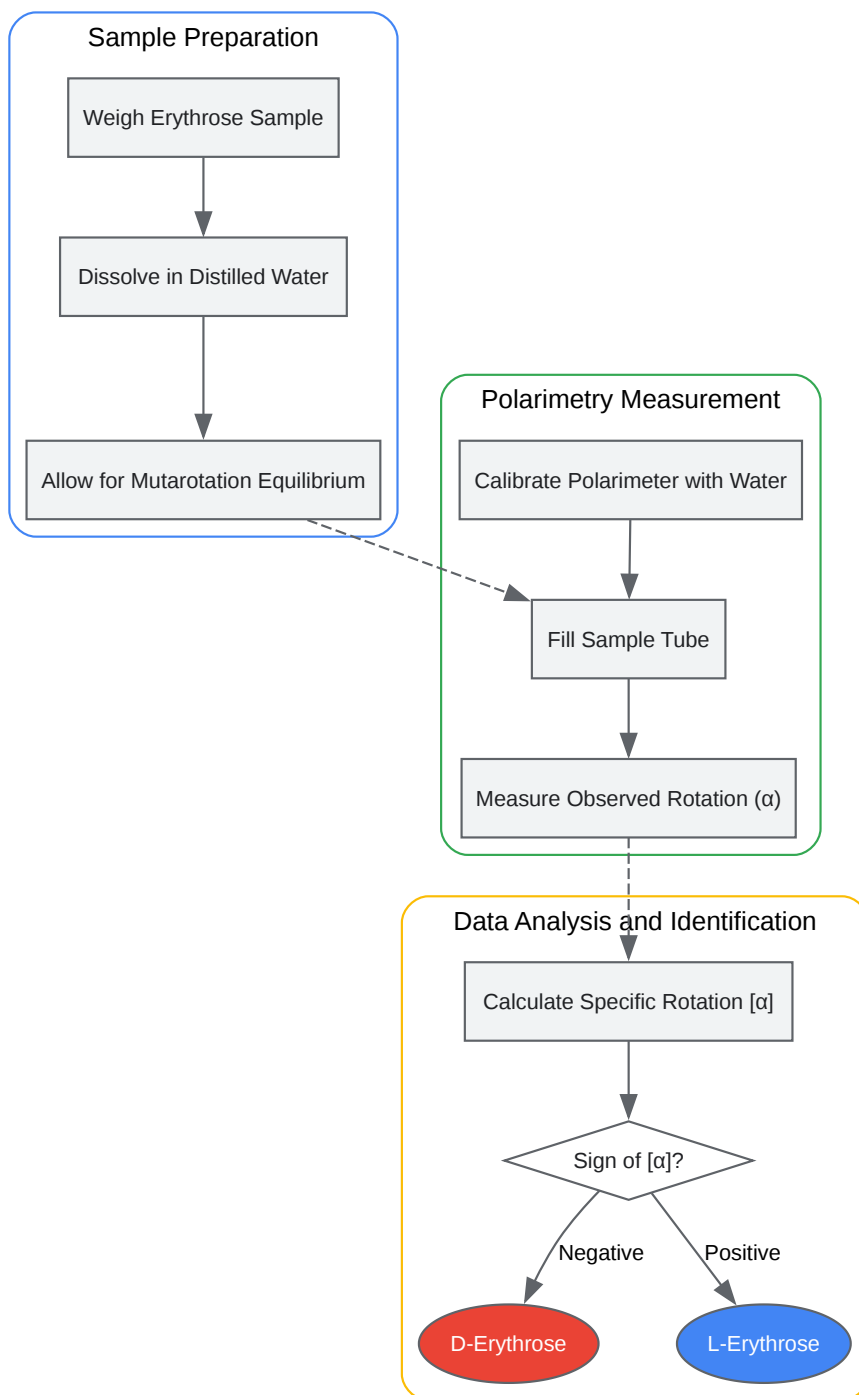 Sample Preparation
Weigh Erythrose Sample
Dissolve in Distilled Water
Allow for Mutarotation Equilibrium
Polarimetry Measurement
Calibrate Polarimeter with Water
Fill Sample Tube
Measure Observed Rotation (α)
Data Analysis and Identification
Calculate Specific Rotation [α]
Sign of [α]?
Negative
Positive
D-Erythrose
L-Erythrose